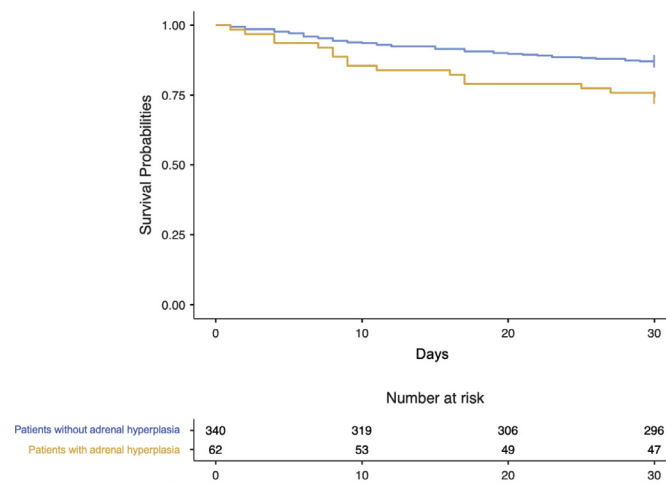 1.00
0.75
0.50
0.25
0.00
Survival Probabilities
0 10 20 30
Days
Number at risk
Patients without adrenal hyperplasia 340 319 306 296
Patients with adrenal hyperplasia 62 53 49 47
0 10 20 30